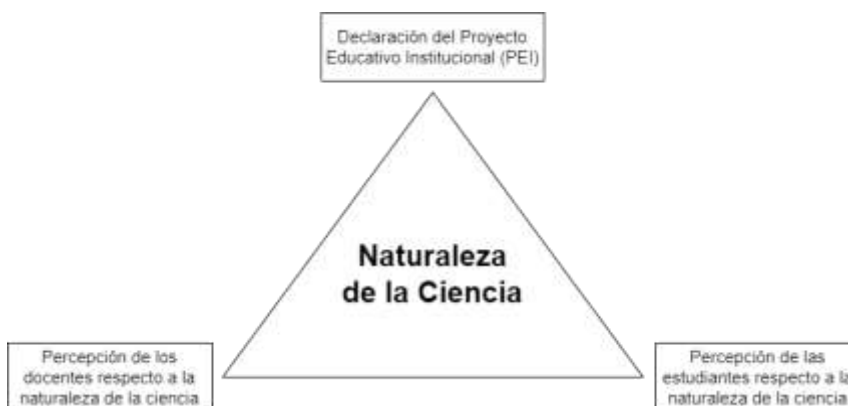 Declaración del Proyecto
Educativo Institucional (PEI)
Naturaleza
de la Ciencia
Percepción de los
docentes respecto a la
naturaleza de la ciencia
Percepción de las
estudiantes respecto a la
naturaleza de la ciencia